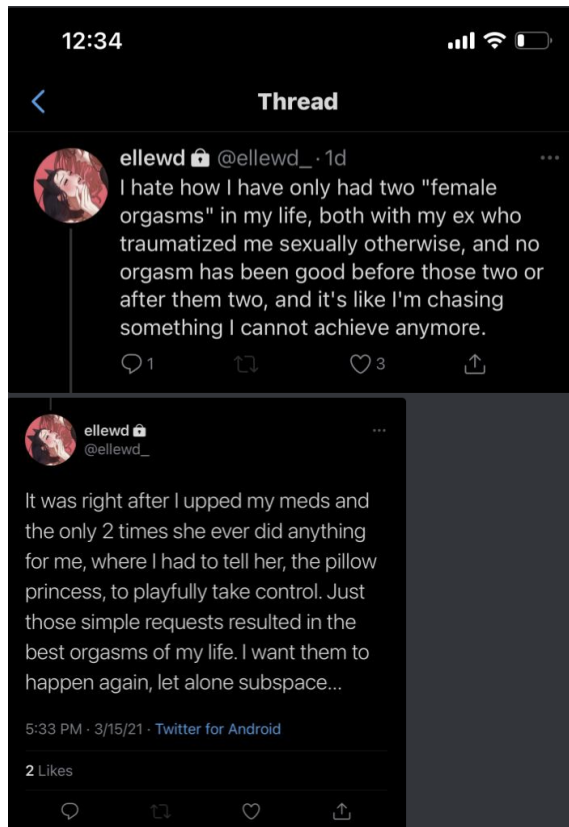 12:34
Thread
ellewd @ellewd_ · 1d
I hate how I have only had two "female
orgasms" in my life, both with my ex who
traumatized me sexually otherwise, and no
orgasm has been good before those two or
after them two, and it's like I'm chasing
something I cannot achieve anymore.
1 3
ellewd
@ellewd_
It was right after I upped my meds and
the only 2 times she ever did anything
for me, where I had to tell her, the pillow
princess, to playfully take control. Just
those simple requests resulted in the
best orgasms of my life. I want them to
happen again, let alone subspace...
5:33 PM · 3/15/21 · Twitter for Android
2 Likes